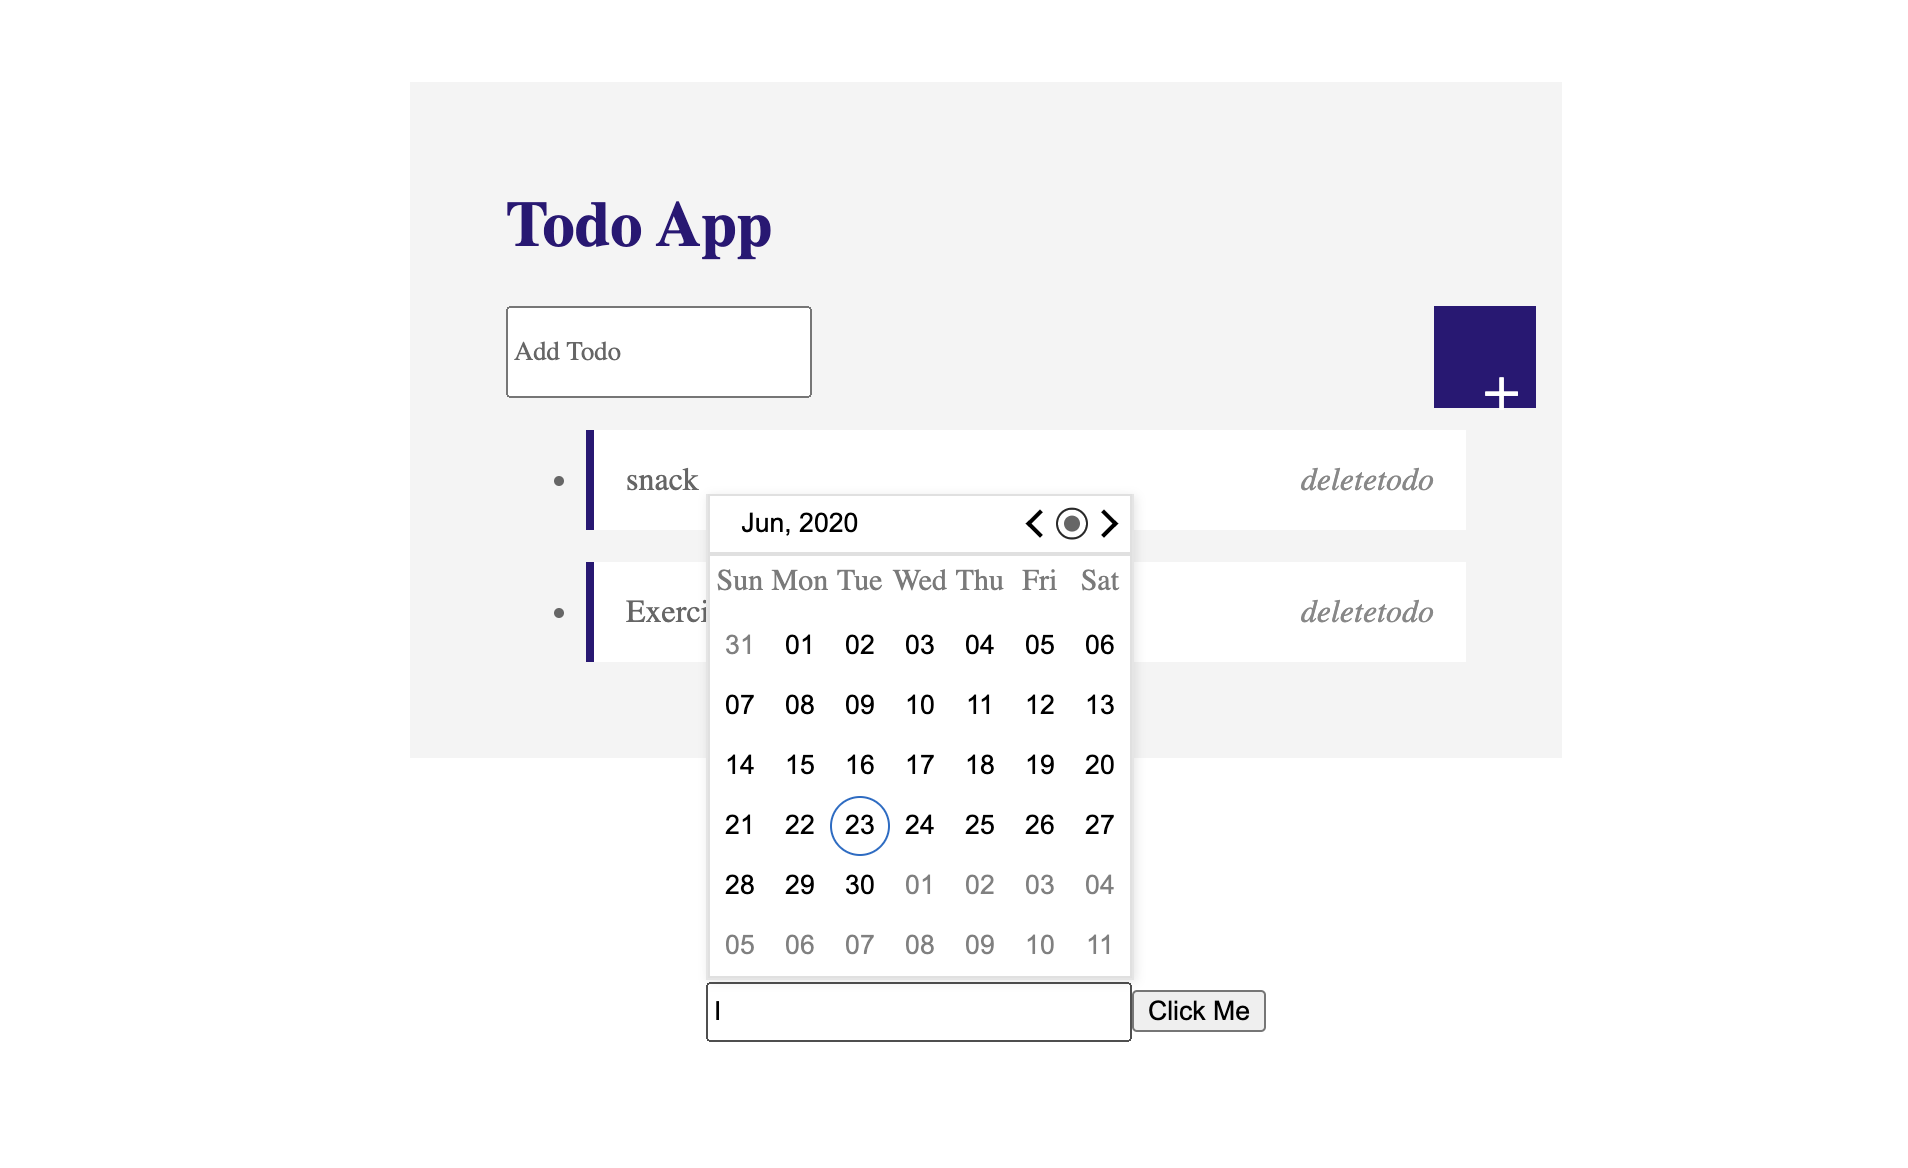 Todo App
Add Todo
+
snack deletetodo
Exerci deletetodo
Jun, 2020
Sun Mon Tue Wed Thu Fri Sat
31 01 02 03 04 05 06
07 08 09 10 11 12 13
14 15 16 17 18 19 20
21 22 23 24 25 26 27
28 29 30 01 02 03 04
05 06 07 08 09 10 11
Click Me